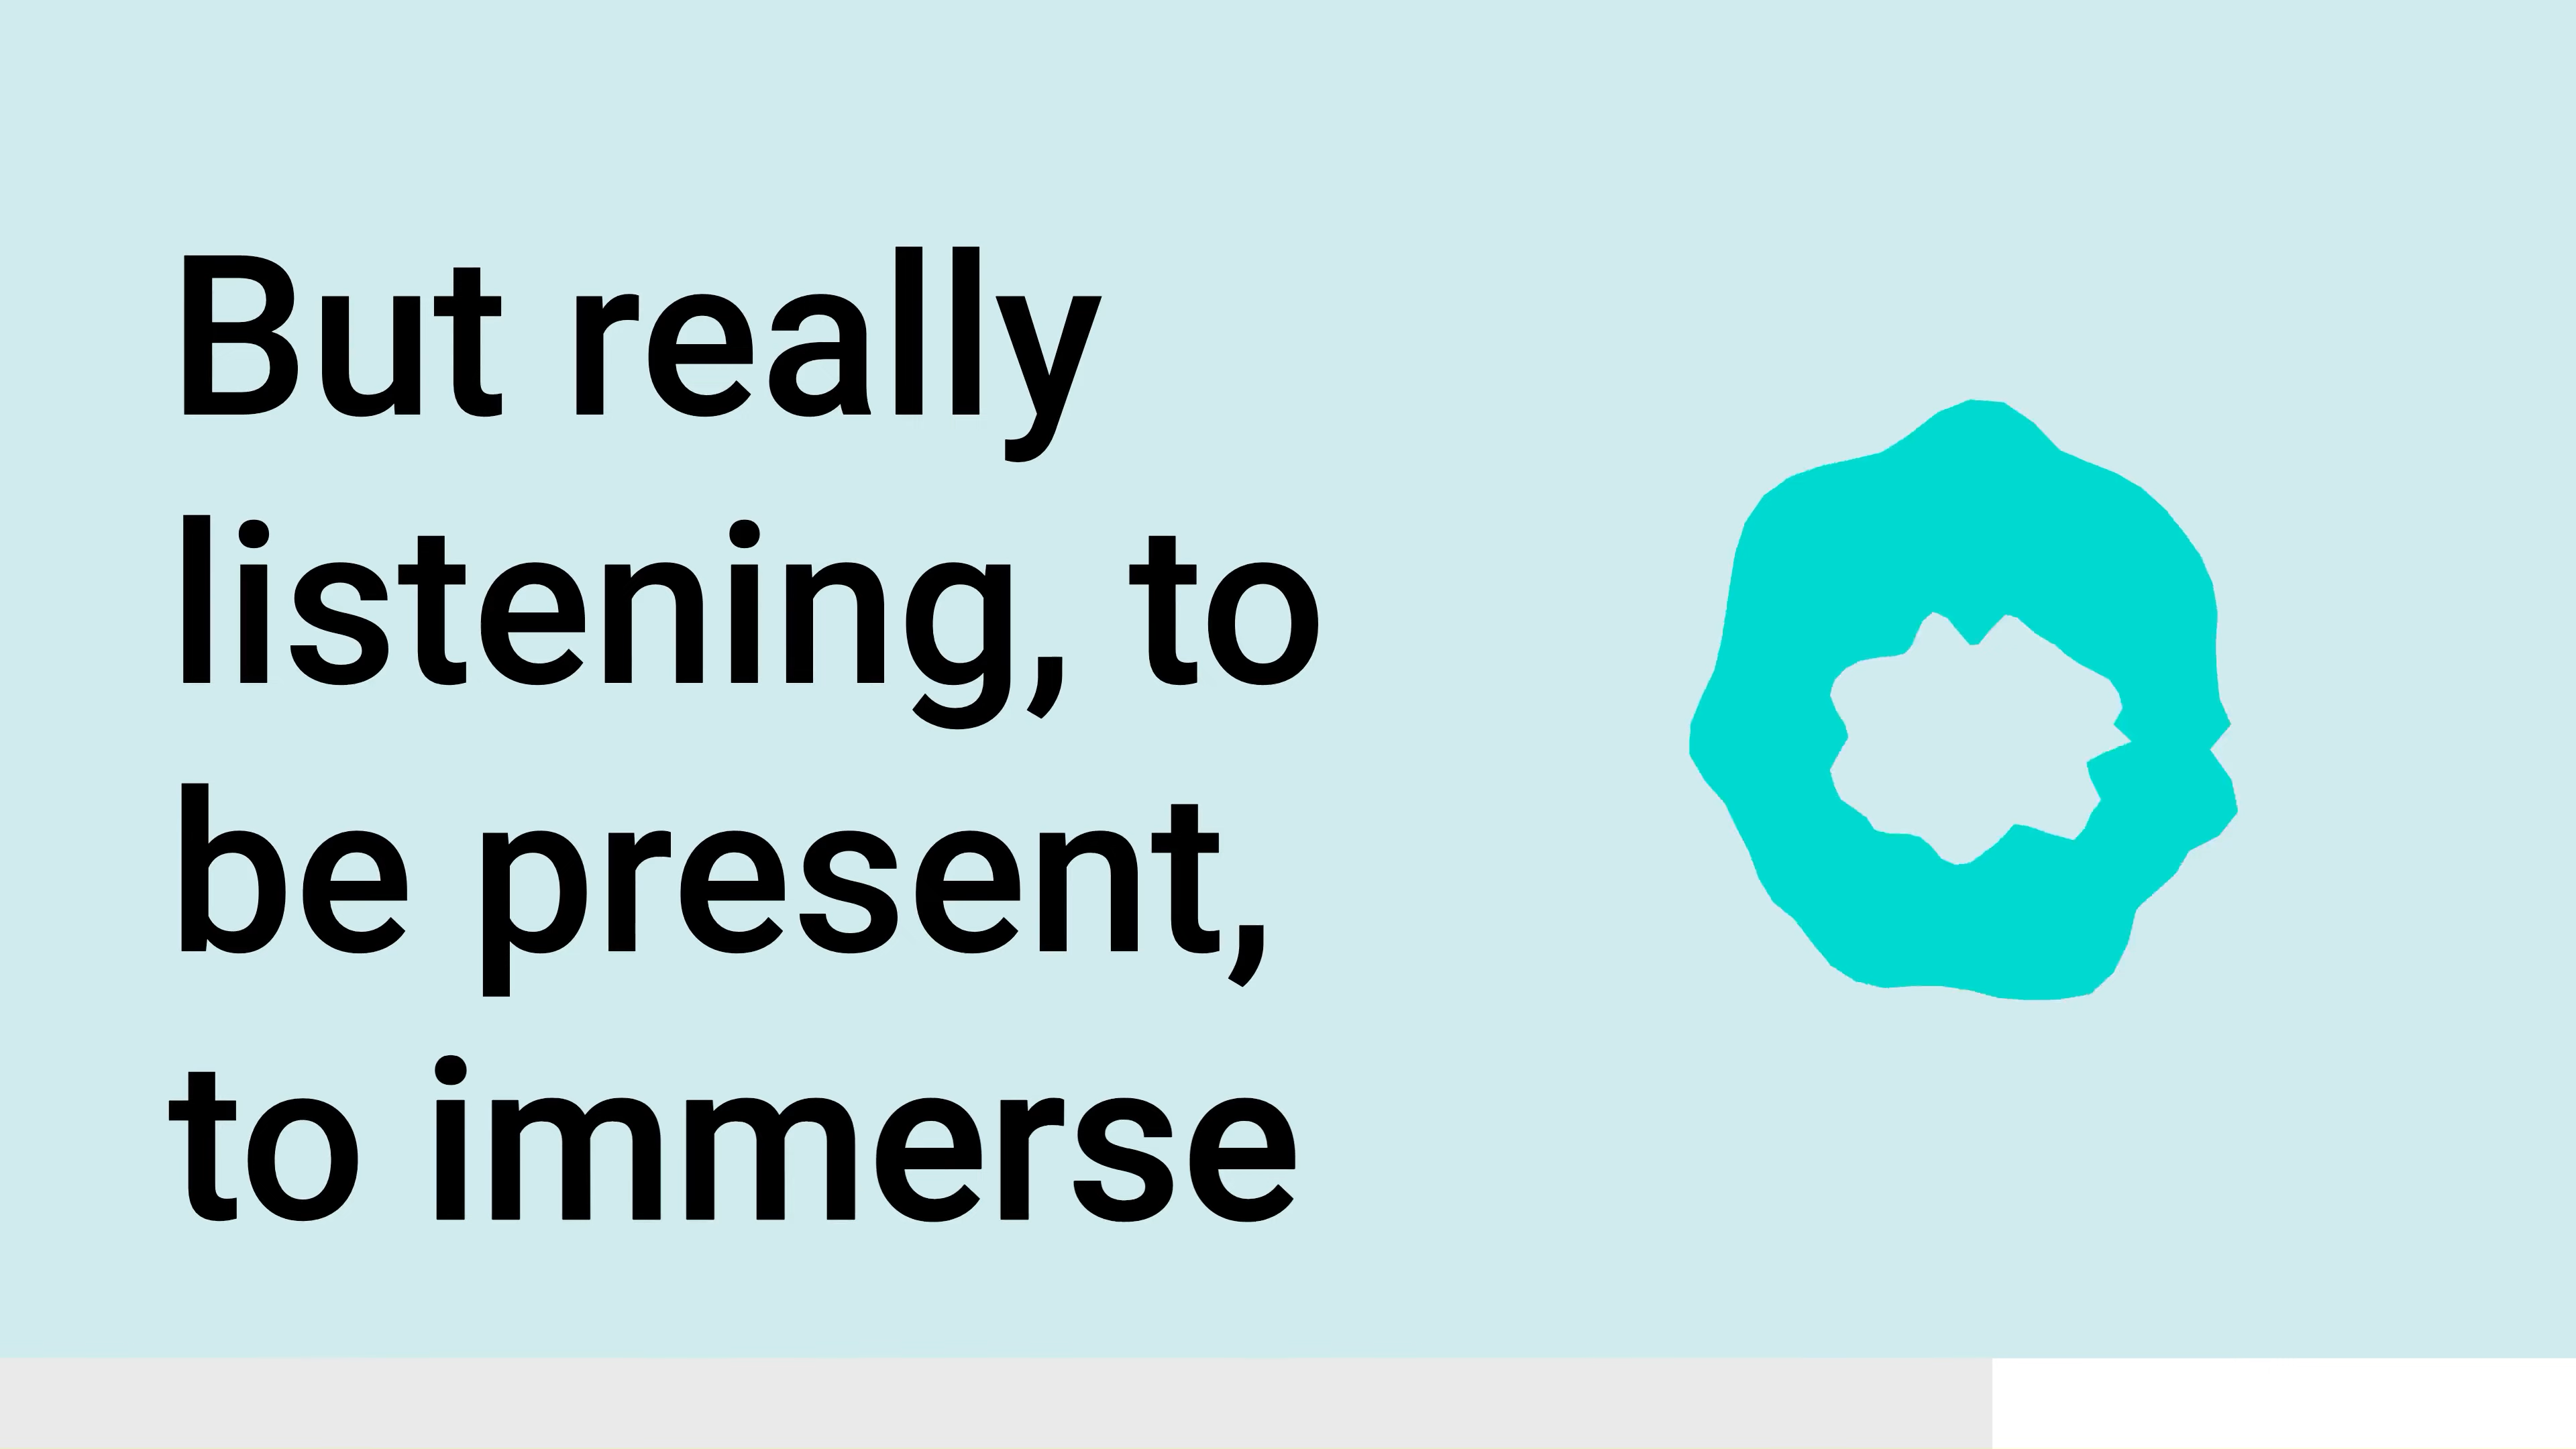 But really
listening, to
be present,
to immerse